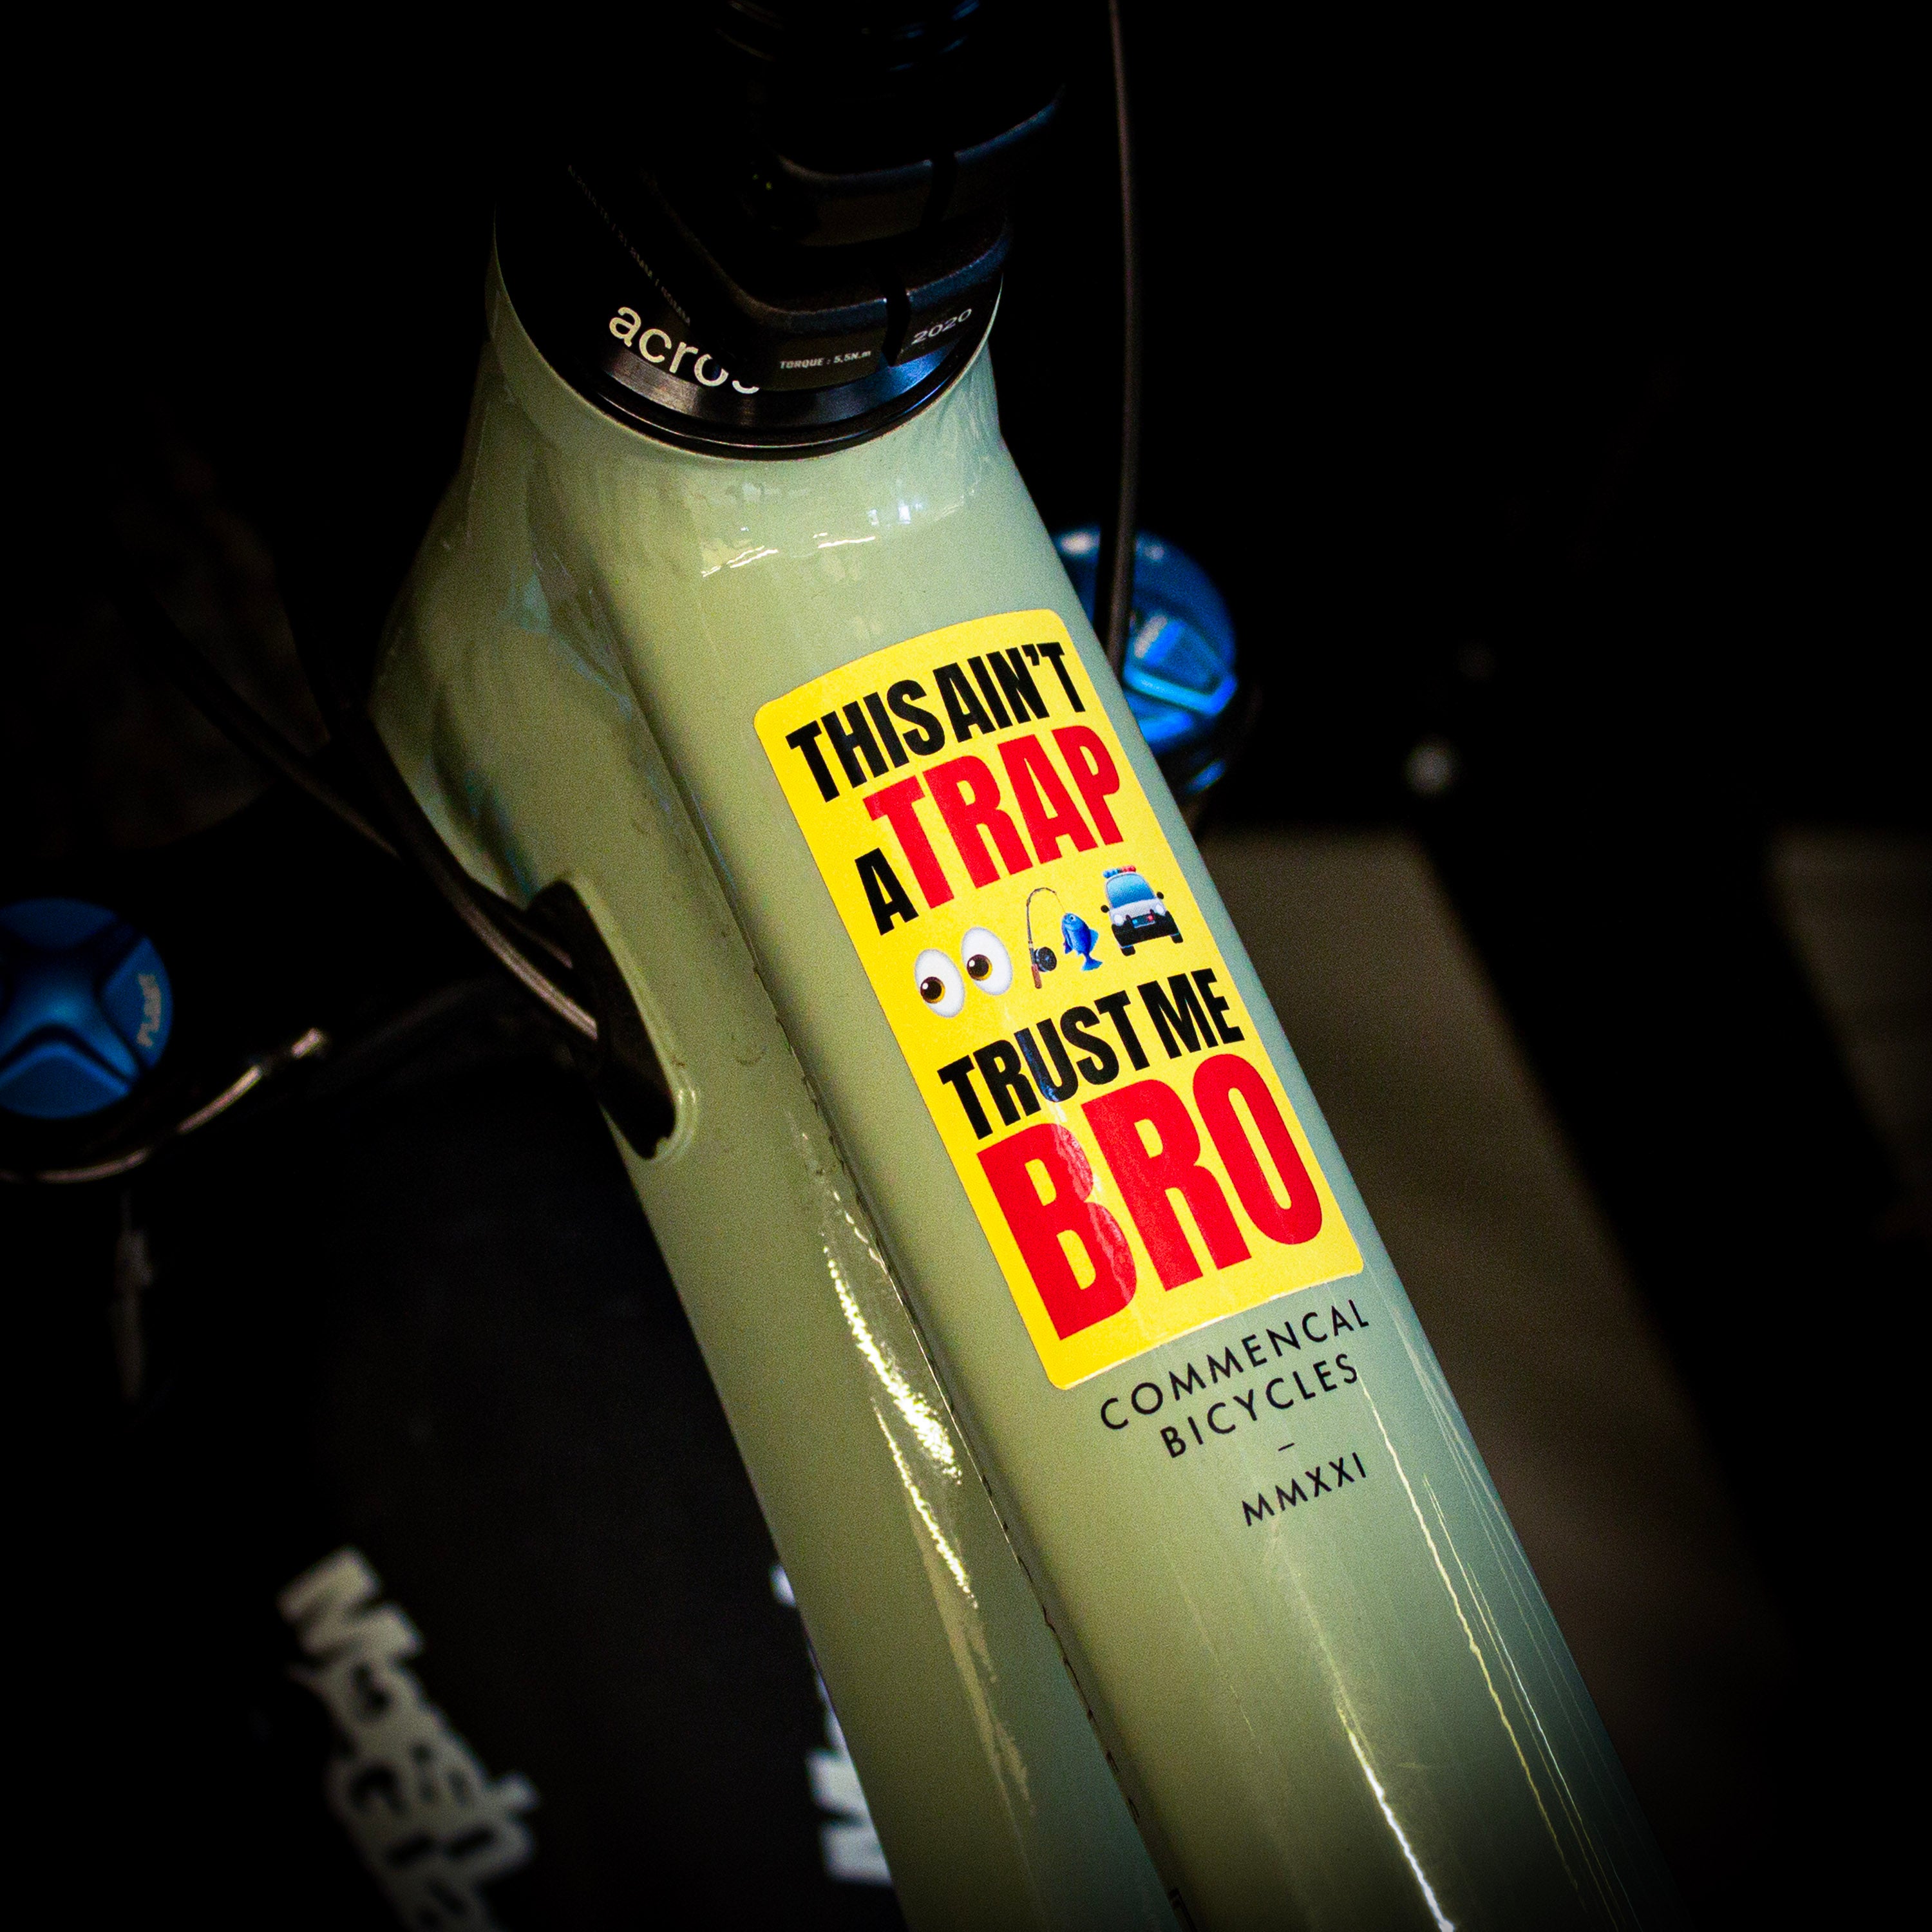 acros
TORQUE : 5,5N.m
2020
THIS AIN'T
A TRAP
TRUST ME
BRO
COMMENCAL
BICYCLES
–
MMXXI